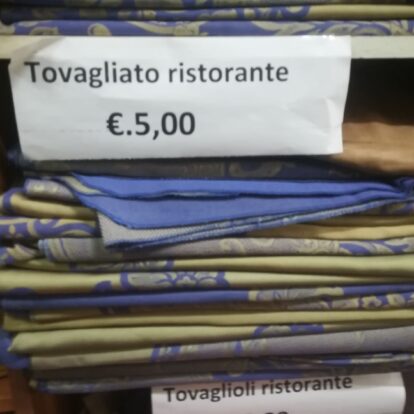 Tovagliato ristorante
€.5,00
Tovaglioli ristorante